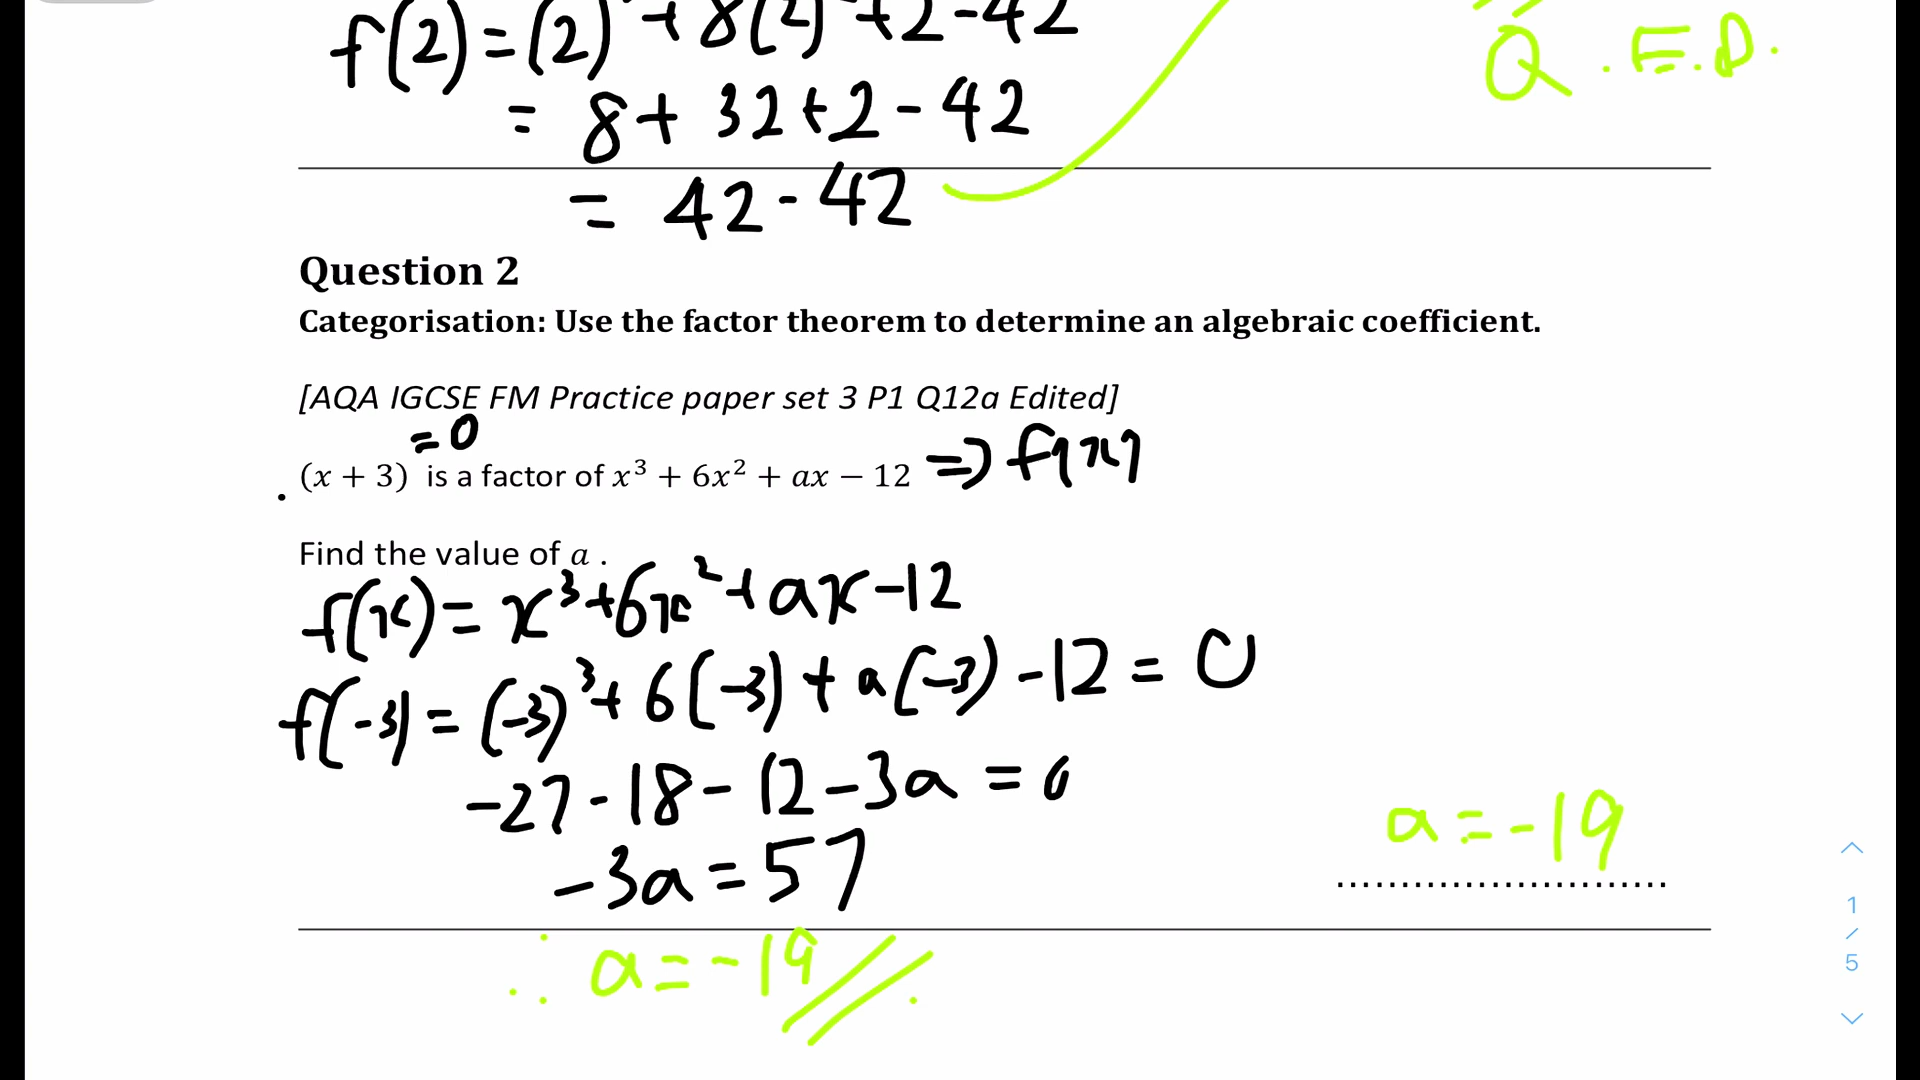 f(2) = (2) + 8(2) + 2 - 42
Q.E.D.
= 8 + 32 + 2 - 42
= 42 - 42
Question 2
Categorisation: Use the factor theorem to determine an algebraic coefficient.
[AQA IGCSE FM Practice paper set 3 P1 Q12a Edited]
= 0
(x + 3) is a factor of x³ + 6x² + ax − 12 => f(x)
Find the value of a .
f(x) = x³ + 6x² + ax - 12
f(-3) = (-3)³ + 6(-3) + a(-3) - 12 = 0
-27 - 18 - 12 - 3a = 0
-3a = 57
a = -19
∴ a = -19
1
/
5